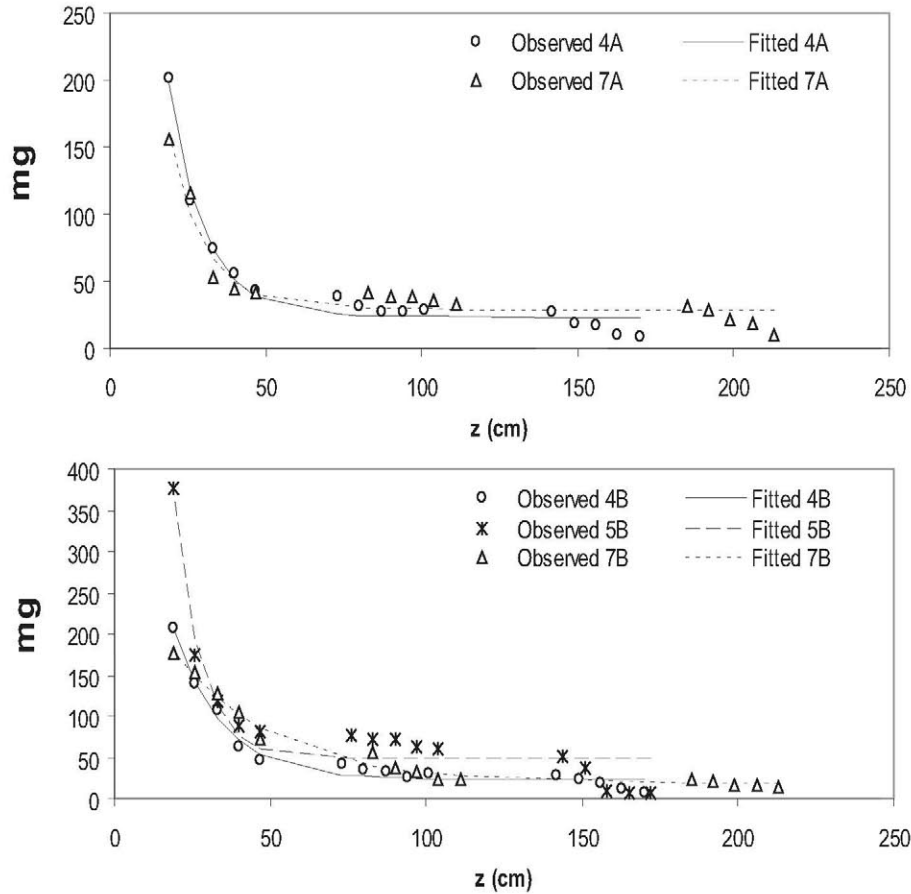 Observed 4A Fitted 4A
Observed 7A Fitted 7A
mg
200
150
100
50
0
0 50 100 150 200 250
z (cm)
400
350
300
250
200
150
100
50
0
Observed 4B Fitted 4B
Observed 5B Fitted 5B
Observed 7B Fitted 7B
mg
0 50 100 150 200 250
z (cm)